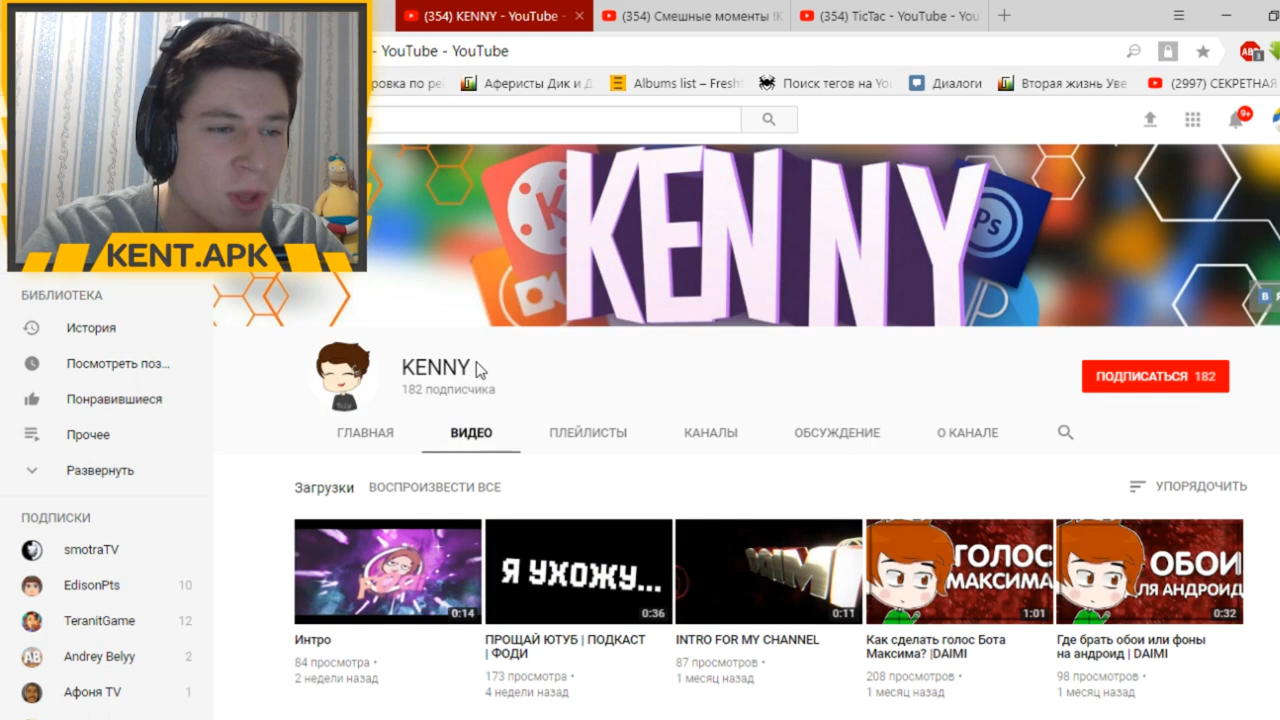 (354) KENNY - YouTube -
(354) Смешные моменты !К
(354) TicTac - YouTube - You
- YouTube - YouTube
ABP
3
ровка по ре
Аферисты Дик и Д
Albums list – Fresh
Поиск тегов на You
Диалоги
Вторая жизнь Уве
(2997) СЕКРЕТНАЯ
9+
KENNY
Ps
KENT.APK
БИБЛИОТЕКА
История
Посмотреть поз...
Понравившиеся
Прочее
Развернуть
ПОДПИСКИ
smotraTV
EdisonPts 10
TeranitGame 12
Andrey Belyy 2
Афоня TV 1
KENNY
182 подписчика
ПОДПИСАТЬСЯ 182
ГЛАВНАЯ ВИДЕО ПЛЕЙЛИСТЫ КАНАЛЫ ОБСУЖДЕНИЕ О КАНАЛЕ
Загрузки ВОСПРОИЗВЕСТИ ВСЕ
УПОРЯДОЧИТЬ
0:14
Интро
84 просмотра •
2 недели назад
Я УХОЖУ...
0:36
ПРОЩАЙ ЮТУБ | ПОДКАСТ
| ФОДИ
173 просмотра •
4 недели назад
0:11
INTRO FOR MY CHANNEL
87 просмотров •
1 месяц назад
ГОЛОС
МАКСИМА
1:01
Как сделать голос Бота
Максима? |DAIMI
208 просмотров •
1 месяц назад
ОБОИ
ЛЯ АНДРОИД
0:32
Где брать обои или фоны
на андроид | DAIMI
98 просмотров •
1 месяц назад